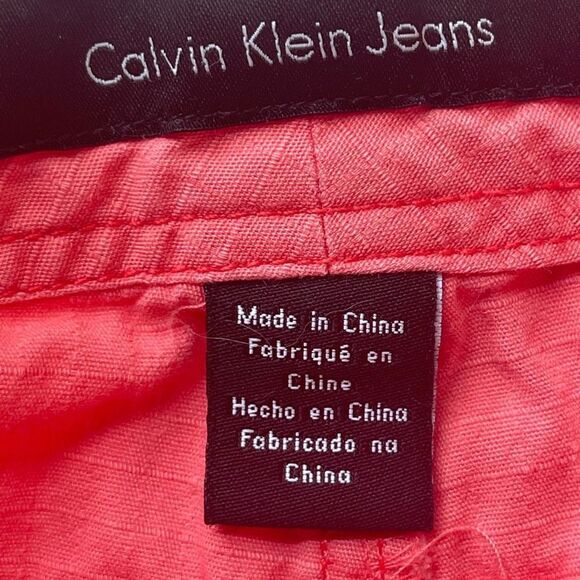 Calvin Klein Jeans
Made in China
Fabriqué en
Chine
Hecho en China
Fabricado na
China